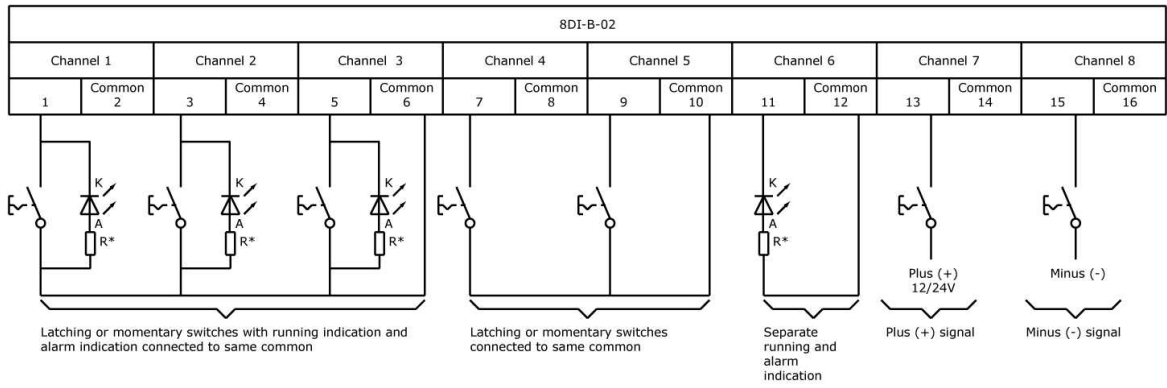 8DI-B-02
Channel 1 Channel 2 Channel 3 Channel 4 Channel 5 Channel 6 Channel 7 Channel 8
1 Common 2 3 Common 4 5 Common 6 7 Common 8 9 Common 10 11 Common 12 13 Common 14 15 Common 16
K K K K
A A A A
R* R* R* R*
Plus (+) Minus (-)
12/24V
Latching or momentary switches with running indication and
alarm indication connected to same common
Latching or momentary switches
connected to same common
Separate
running and
alarm
indication
Plus (+) signal
Minus (-) signal